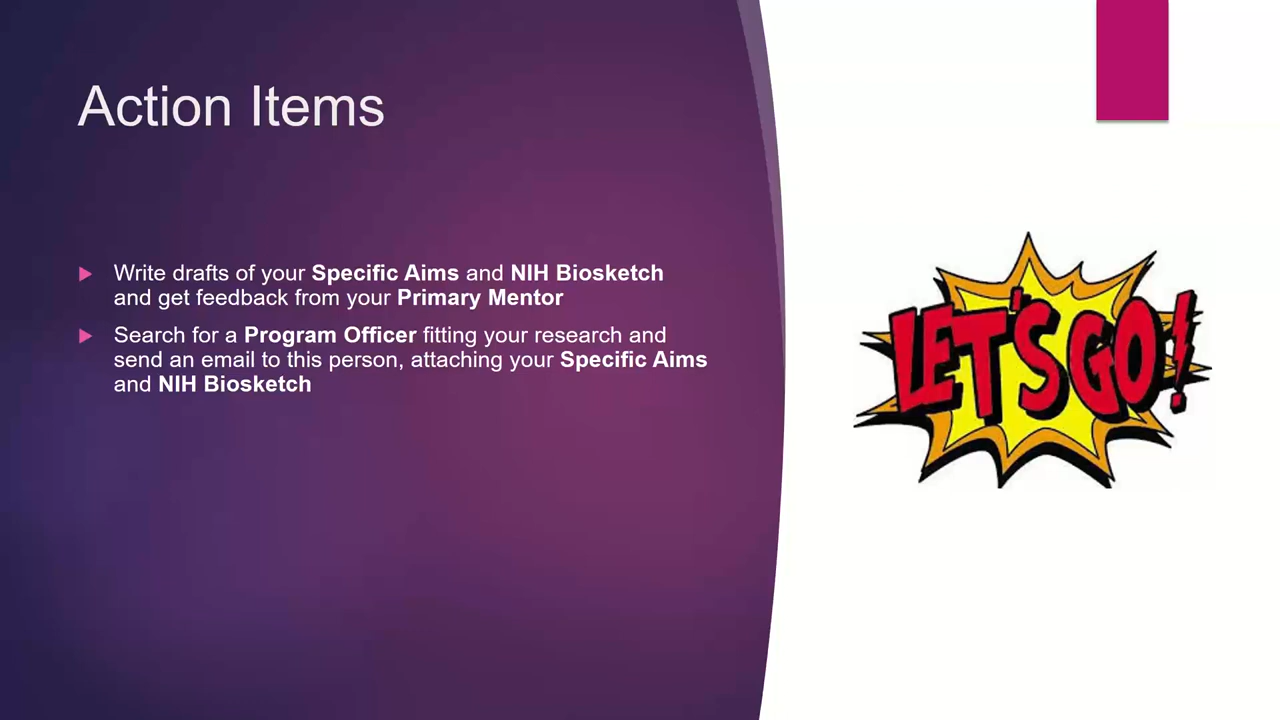 Action Items
Write drafts of your Specific Aims and NIH Biosketch
and get feedback from your Primary Mentor
Search for a Program Officer fitting your research and
send an email to this person, attaching your Specific Aims
and NIH Biosketch
LET'S GO!